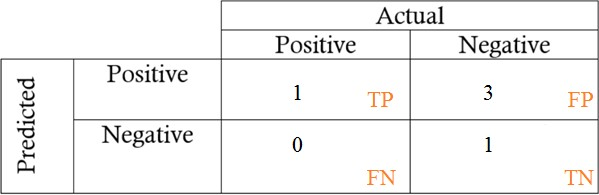 Actual
Positive Negative
Predicted
Positive 1 TP 3 FP
Negative 0 FN 1 TN